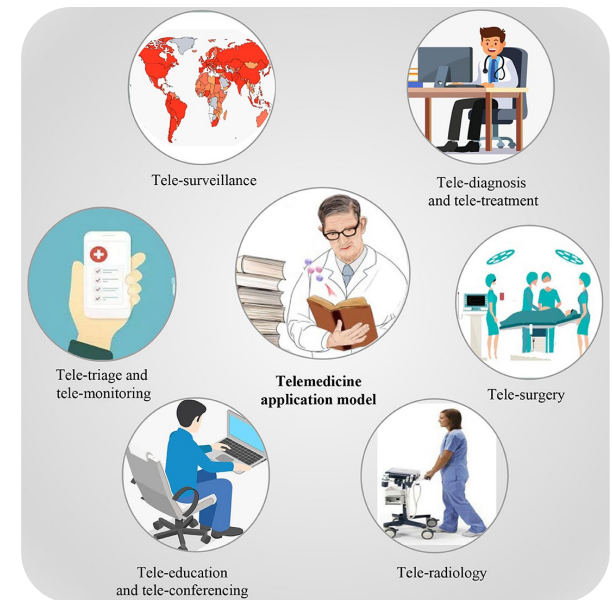 Tele-surveillance
Tele-diagnosis
and tele-treatment
Tele-triage and
tele-monitoring
Telemedicine
application model
Tele-surgery
Tele-education
and tele-conferencing
Tele-radiology